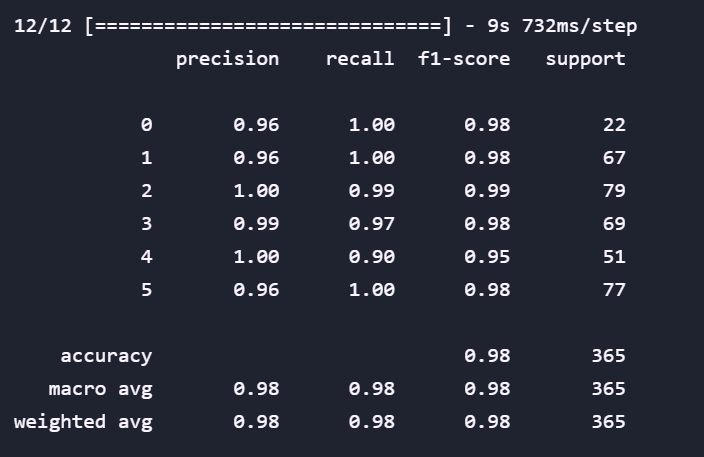 12/12 [==============================] - 9s 732ms/step
precision recall f1-score support
0 0.96 1.00 0.98 22
1 0.96 1.00 0.98 67
2 1.00 0.99 0.99 79
3 0.99 0.97 0.98 69
4 1.00 0.90 0.95 51
5 0.96 1.00 0.98 77
accuracy 0.98 365
macro avg 0.98 0.98 0.98 365
weighted avg 0.98 0.98 0.98 365